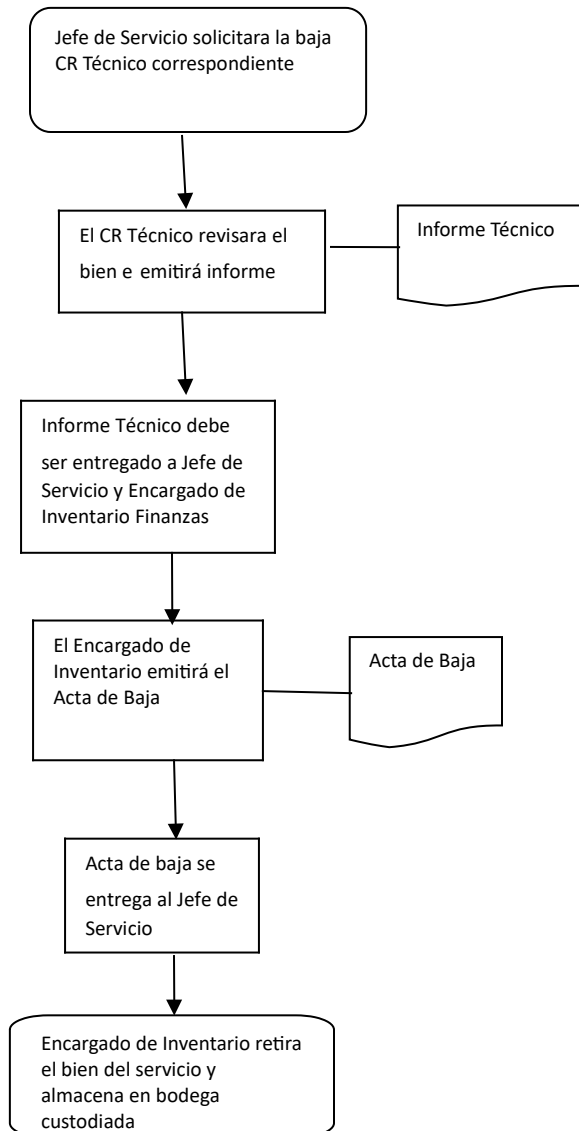 Jefe de Servicio solicitara la baja
CR Técnico correspondiente
El CR Técnico revisara el
bien e emitirá informe
Informe Técnico
Informe Técnico debe
ser entregado a Jefe de
Servicio y Encargado de
Inventario Finanzas
El Encargado de
Inventario emitirá el
Acta de Baja
Acta de Baja
Acta de baja se
entrega al Jefe de
Servicio
Encargado de Inventario retira
el bien del servicio y
almacena en bodega
custodiada